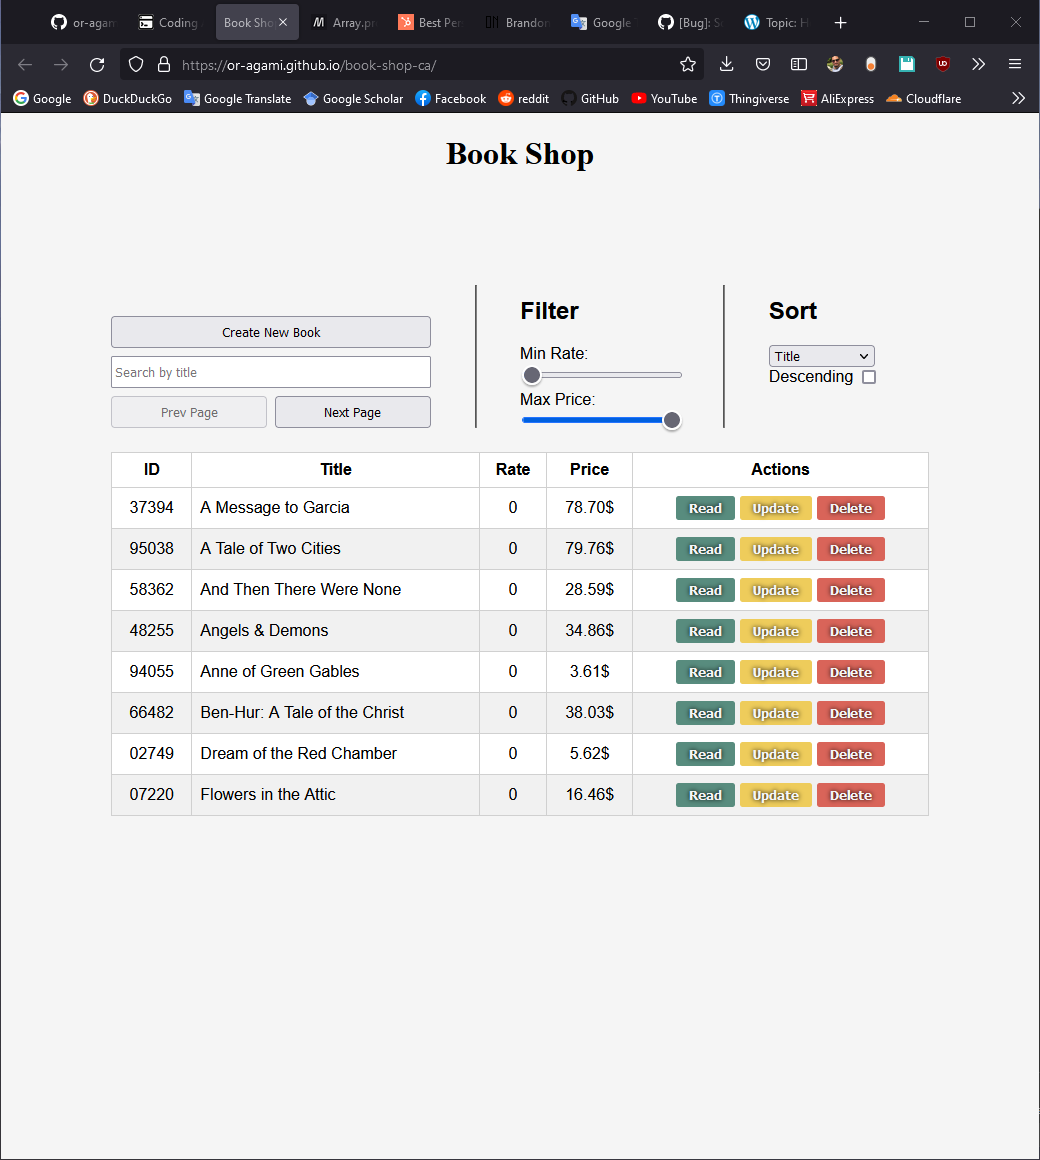 or-agam Coding Book Sho Array.pr Best Per Brandon Google [Bug]: S Topic: H
https://or-agami.github.io/book-shop-ca/
Google DuckDuckGo Google Translate Google Scholar Facebook reddit GitHub YouTube Thingiverse AliExpress Cloudflare
Book Shop
Create New Book
Search by title
Prev Page Next Page
Filter
Min Rate:
Max Price:
Sort
Title
Descending
ID Title Rate Price Actions
37394 A Message to Garcia 0 78.70$ Read Update Delete
95038 A Tale of Two Cities 0 79.76$ Read Update Delete
58362 And Then There Were None 0 28.59$ Read Update Delete
48255 Angels & Demons 0 34.86$ Read Update Delete
94055 Anne of Green Gables 0 3.61$ Read Update Delete
66482 Ben-Hur: A Tale of the Christ 0 38.03$ Read Update Delete
02749 Dream of the Red Chamber 0 5.62$ Read Update Delete
07220 Flowers in the Attic 0 16.46$ Read Update Delete